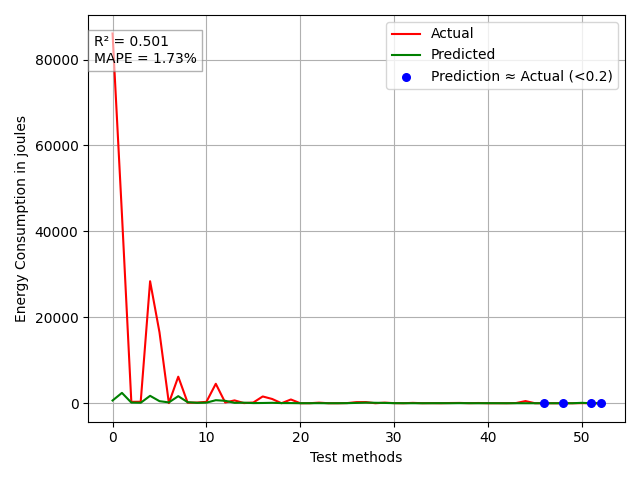 R² = 0.501
MAPE = 1.73%
Actual
Predicted
Prediction ≈ Actual (<0.2)
Energy Consumption in joules
80000
60000
40000
20000
0
0 10 20 30 40 50
Test methods